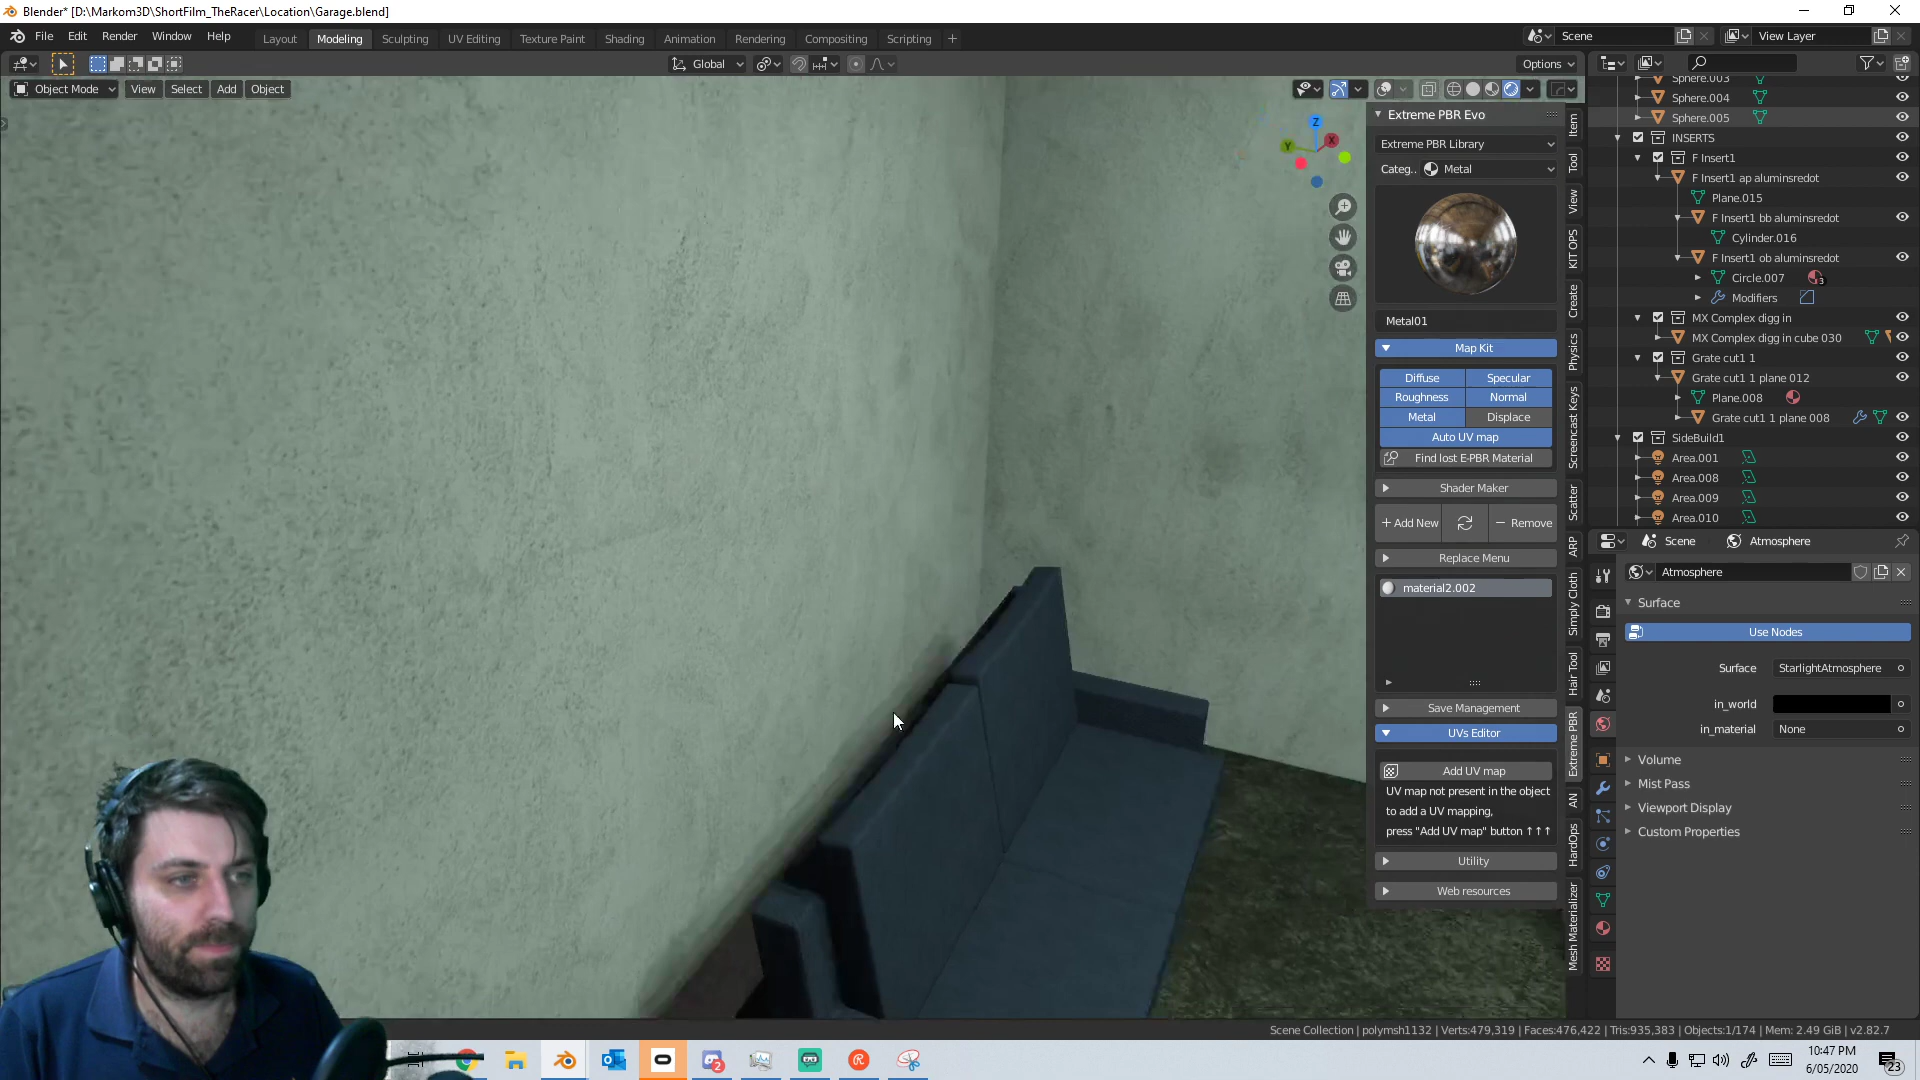 Blender* [D:\Markom3D\ShortFilm_TheRacer\Location\Garage.blend]
File Edit Render Window Help
Layout Modeling Sculpting UV Editing Texture Paint Shading Animation Rendering Compositing Scripting
Scene View Layer
Global Options
Object Mode View Select Add Object
Z
Y X
Extreme PBR Evo
Extreme PBR Library
Categ.. Metal
Metal01
Map Kit
Diffuse Specular
Roughness Normal
Metal Displace
Auto UV map
Find lost E-PBR Material
Shader Maker
+ Add New — Remove
Replace Menu
material2.002
Save Management
UVs Editor
Add UV map
UV map not present in the object
to add a UV mapping,
press "Add UV map" button ↑↑↑
Utility
Web resources
Item
Tool
View
KIT OPS
Create
Physics
Screencast Keys
Scatter
ARP
Simply Cloth
Hair Tool
Extreme PBR
AN
HardOps
Mesh Materializer
Sphere.003
Sphere.004
Sphere.005
INSERTS
F Insert1
F Insert1 ap aluminsredot
Plane.015
F Insert1 bb aluminsredot
Cylinder.016
F Insert1 ob aluminsredot
Circle.007 3
Modifiers
MX Complex digg in
MX Complex digg in cube 030
Grate cut1 1
Grate cut1 1 plane 012
Plane.008
Grate cut1 1 plane 008
SideBuild1
Area.001
Area.008
Area.009
Area.010
Scene Atmosphere
Atmosphere
Surface
Use Nodes
Surface StarlightAtmosphere
in_world
in_material None
Volume
Mist Pass
Viewport Display
Custom Properties
Scene Collection | polymsh1132 | Verts:479,319 | Faces:476,422 | Tris:935,383 | Objects:1/174 | Mem: 2.49 GiB | v2.82.7
2
10:47 PM
6/05/2020
23